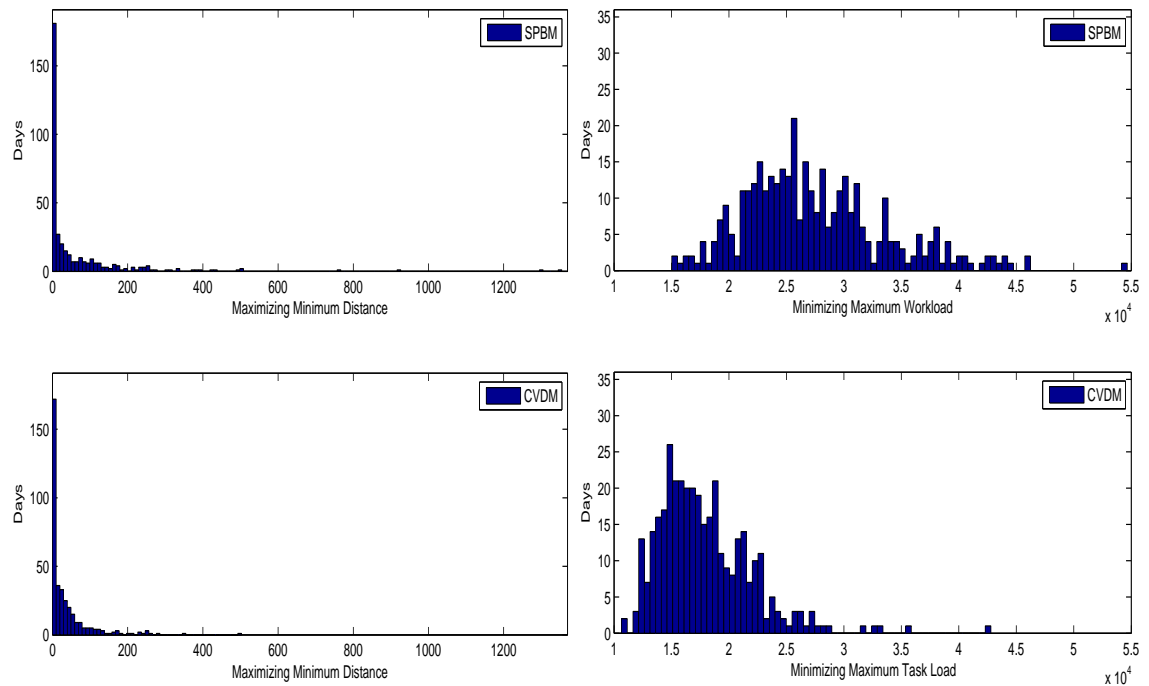 SPBM
150
100
50
0
Days
0 200 400 600 800 1000 1200
Maximizing Minimum Distance
SPBM
35
30
25
20
15
10
5
0
Days
1 1.5 2 2.5 3 3.5 4 4.5 5 5.5
Minimizing Maximum Workload
x 10^4
CVDM
150
100
50
0
Days
0 200 400 600 800 1000 1200
Maximizing Minimum Distance
CVDM
35
30
25
20
15
10
5
0
Days
1 1.5 2 2.5 3 3.5 4 4.5 5 5.5
Minimizing Maximum Task Load
x 10^4